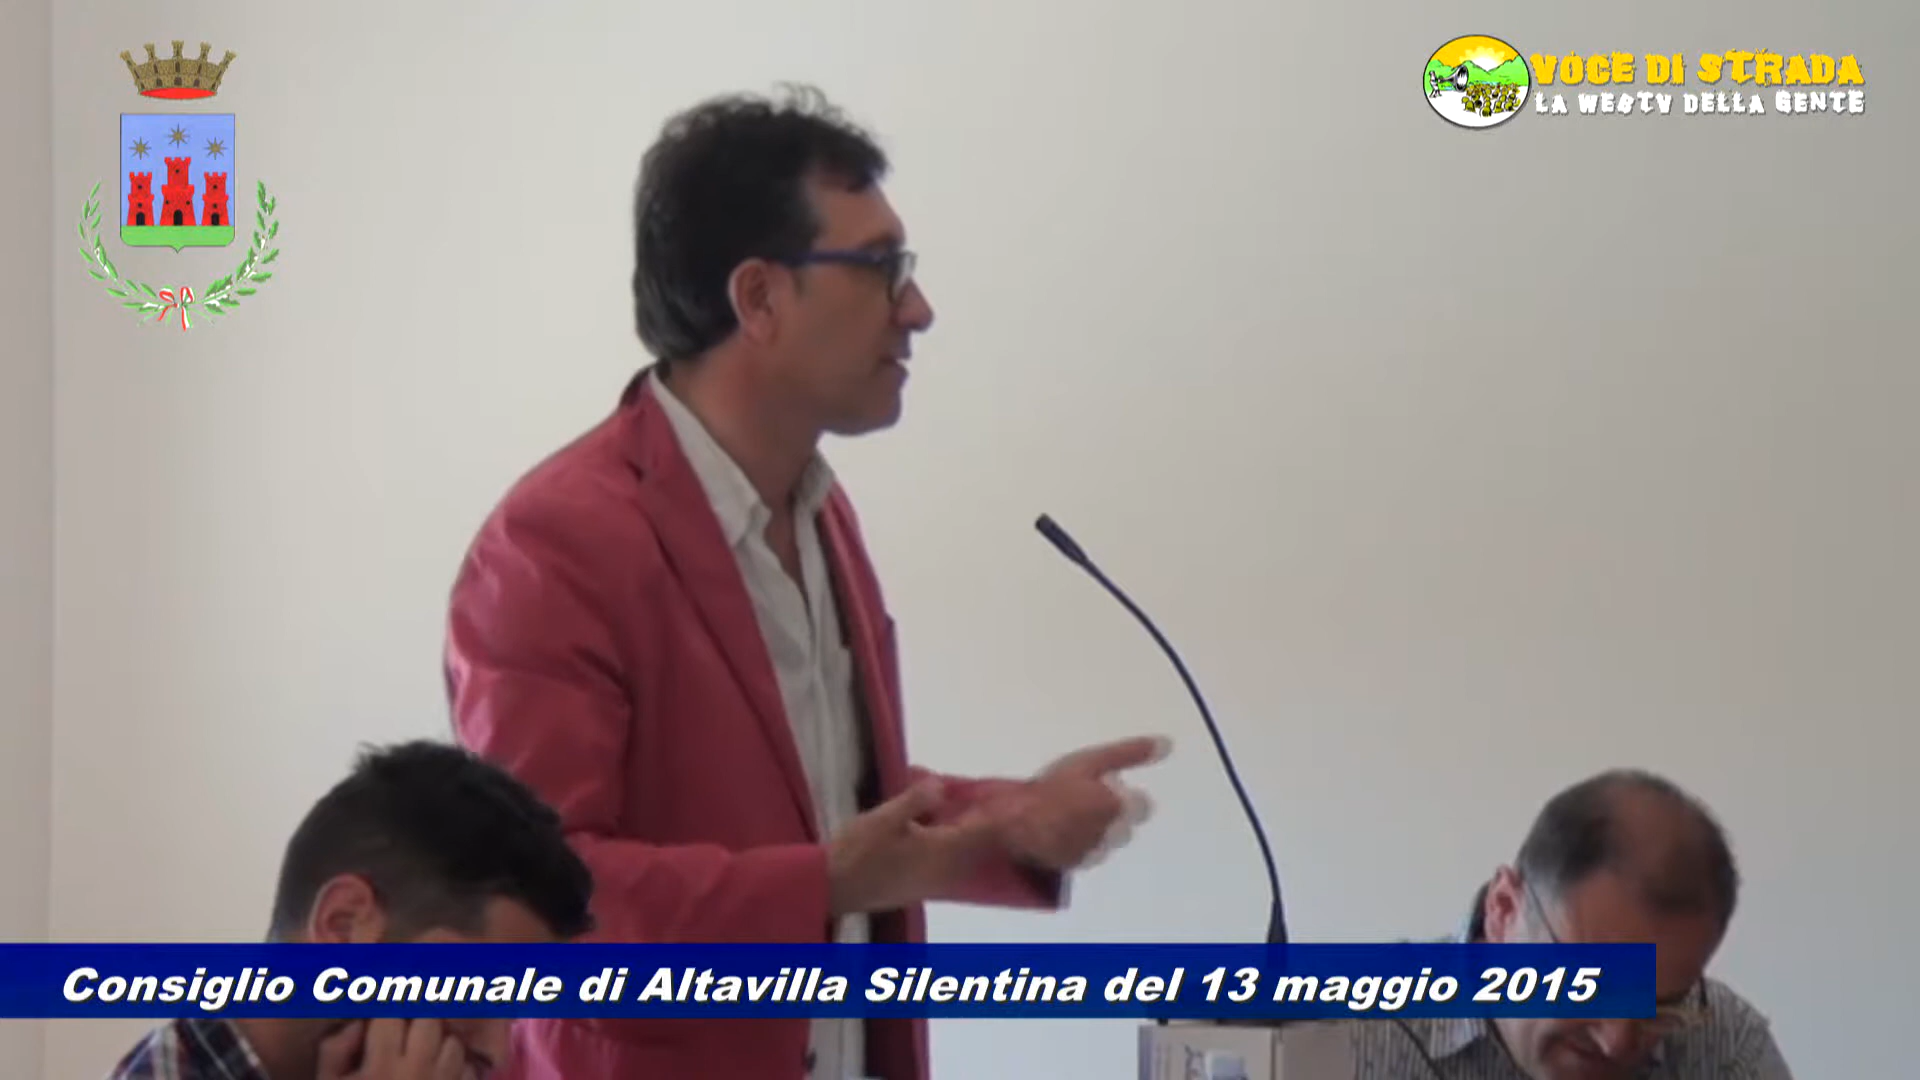 VOCE DI STRADA
LA WEBTV DELLA GENTE
Consiglio Comunale di Altavilla Silentina del 13 maggio 2015